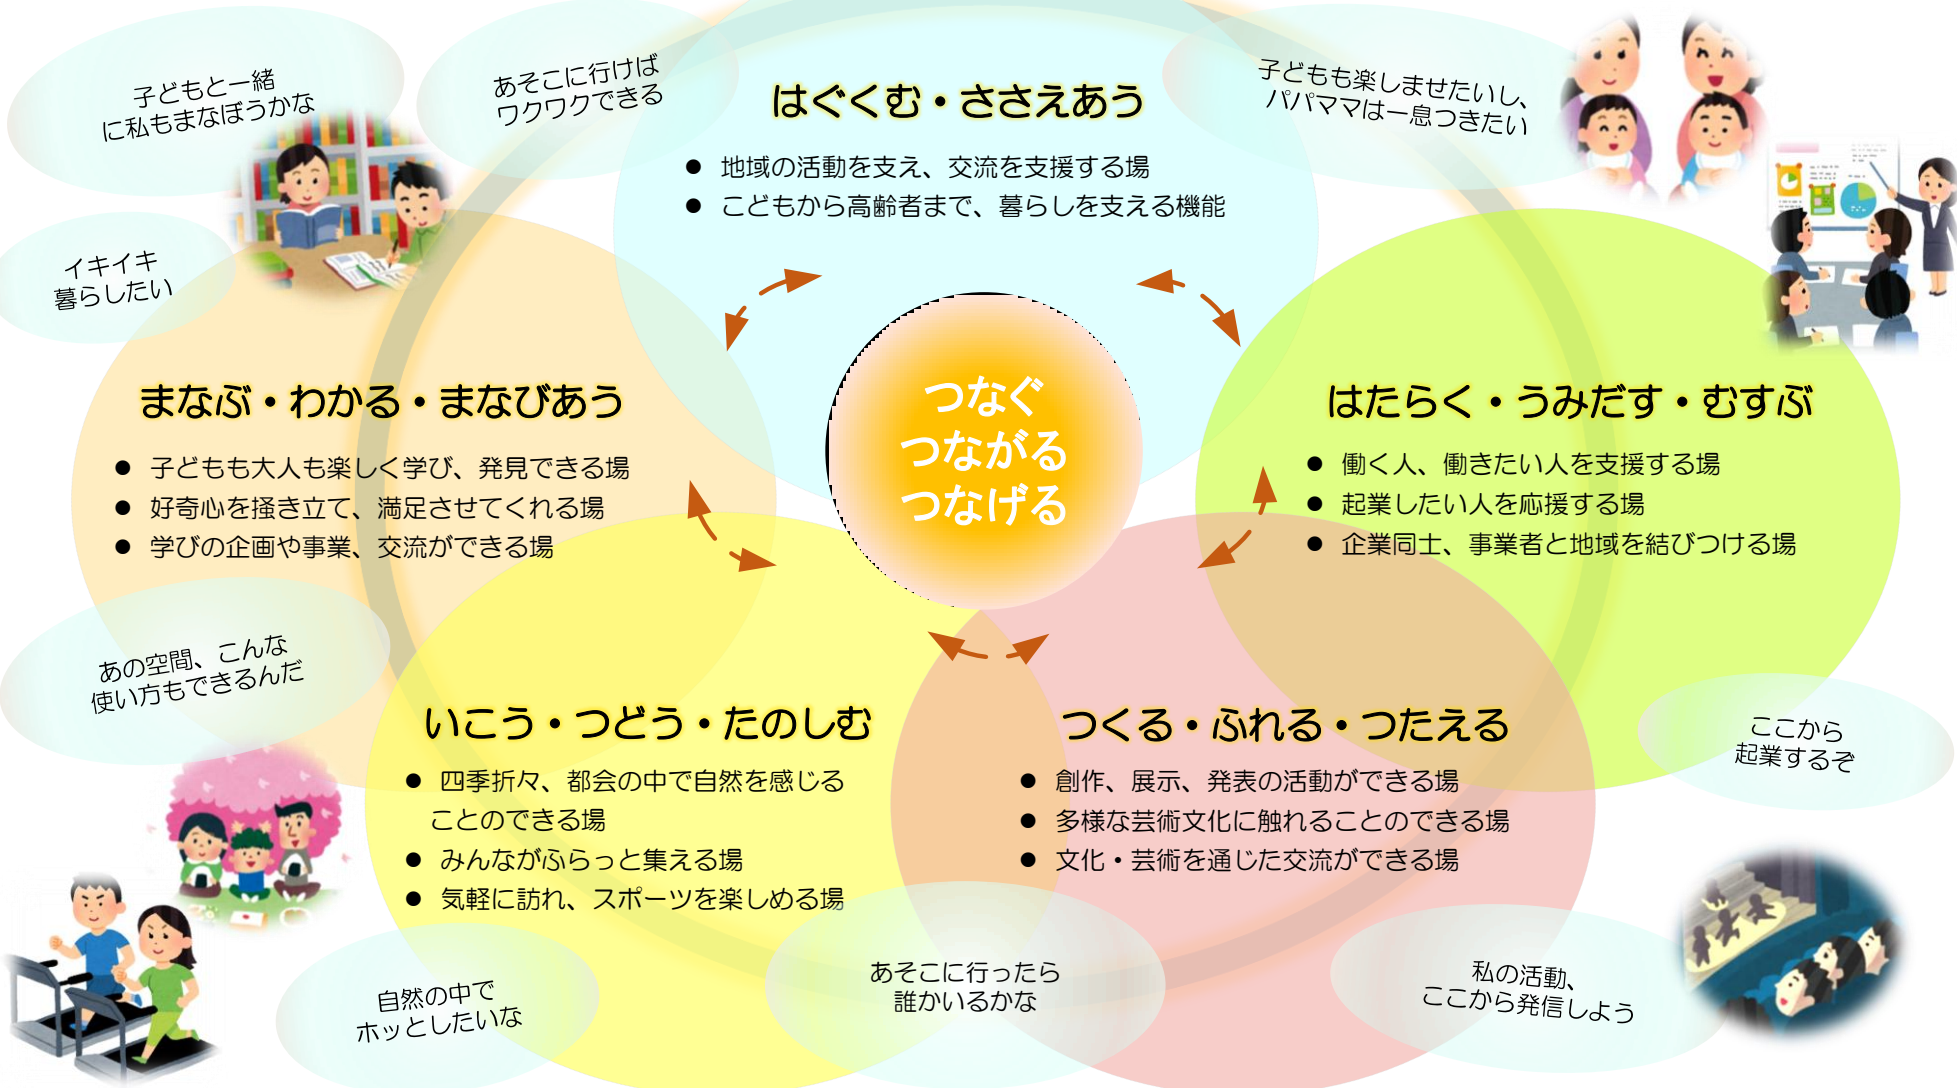 子どもと一緒
に私もまなぼうかな
あそこに行けば
ワクワクできる
はぐくむ・ささえあう
● 地域の活動を支え、交流を支援する場
● こどもから高齢者まで、暮らしを支える機能
子どもも楽しませたいし、
パパママは一息つきたい
イキイキ
暮らしたい
まなぶ・わかる・まなびあう
● 子どもも大人も楽しく学び、発見できる場
● 好奇心を掻き立て、満足させてくれる場
● 学びの企画や事業、交流ができる場
つなぐ
つながる
つなげる
はたらく・うみだす・むすぶ
● 働く人、働きたい人を支援する場
● 起業したい人を応援する場
● 企業同士、事業者と地域を結びつける場
あの空間、こんな
使い方もできるんだ
いこう・つどう・たのしむ
● 四季折々、都会の中で自然を感じる
ことのできる場
● みんながふらっと集える場
● 気軽に訪れ、スポーツを楽しめる場
つくる・ふれる・つたえる
● 創作、展示、発表の活動ができる場
● 多様な芸術文化に触れることのできる場
● 文化・芸術を通じた交流ができる場
ここから
起業するぞ
自然の中で
ホッとしたいな
あそこに行ったら
誰かいるかな
私の活動、
ここから発信しよう